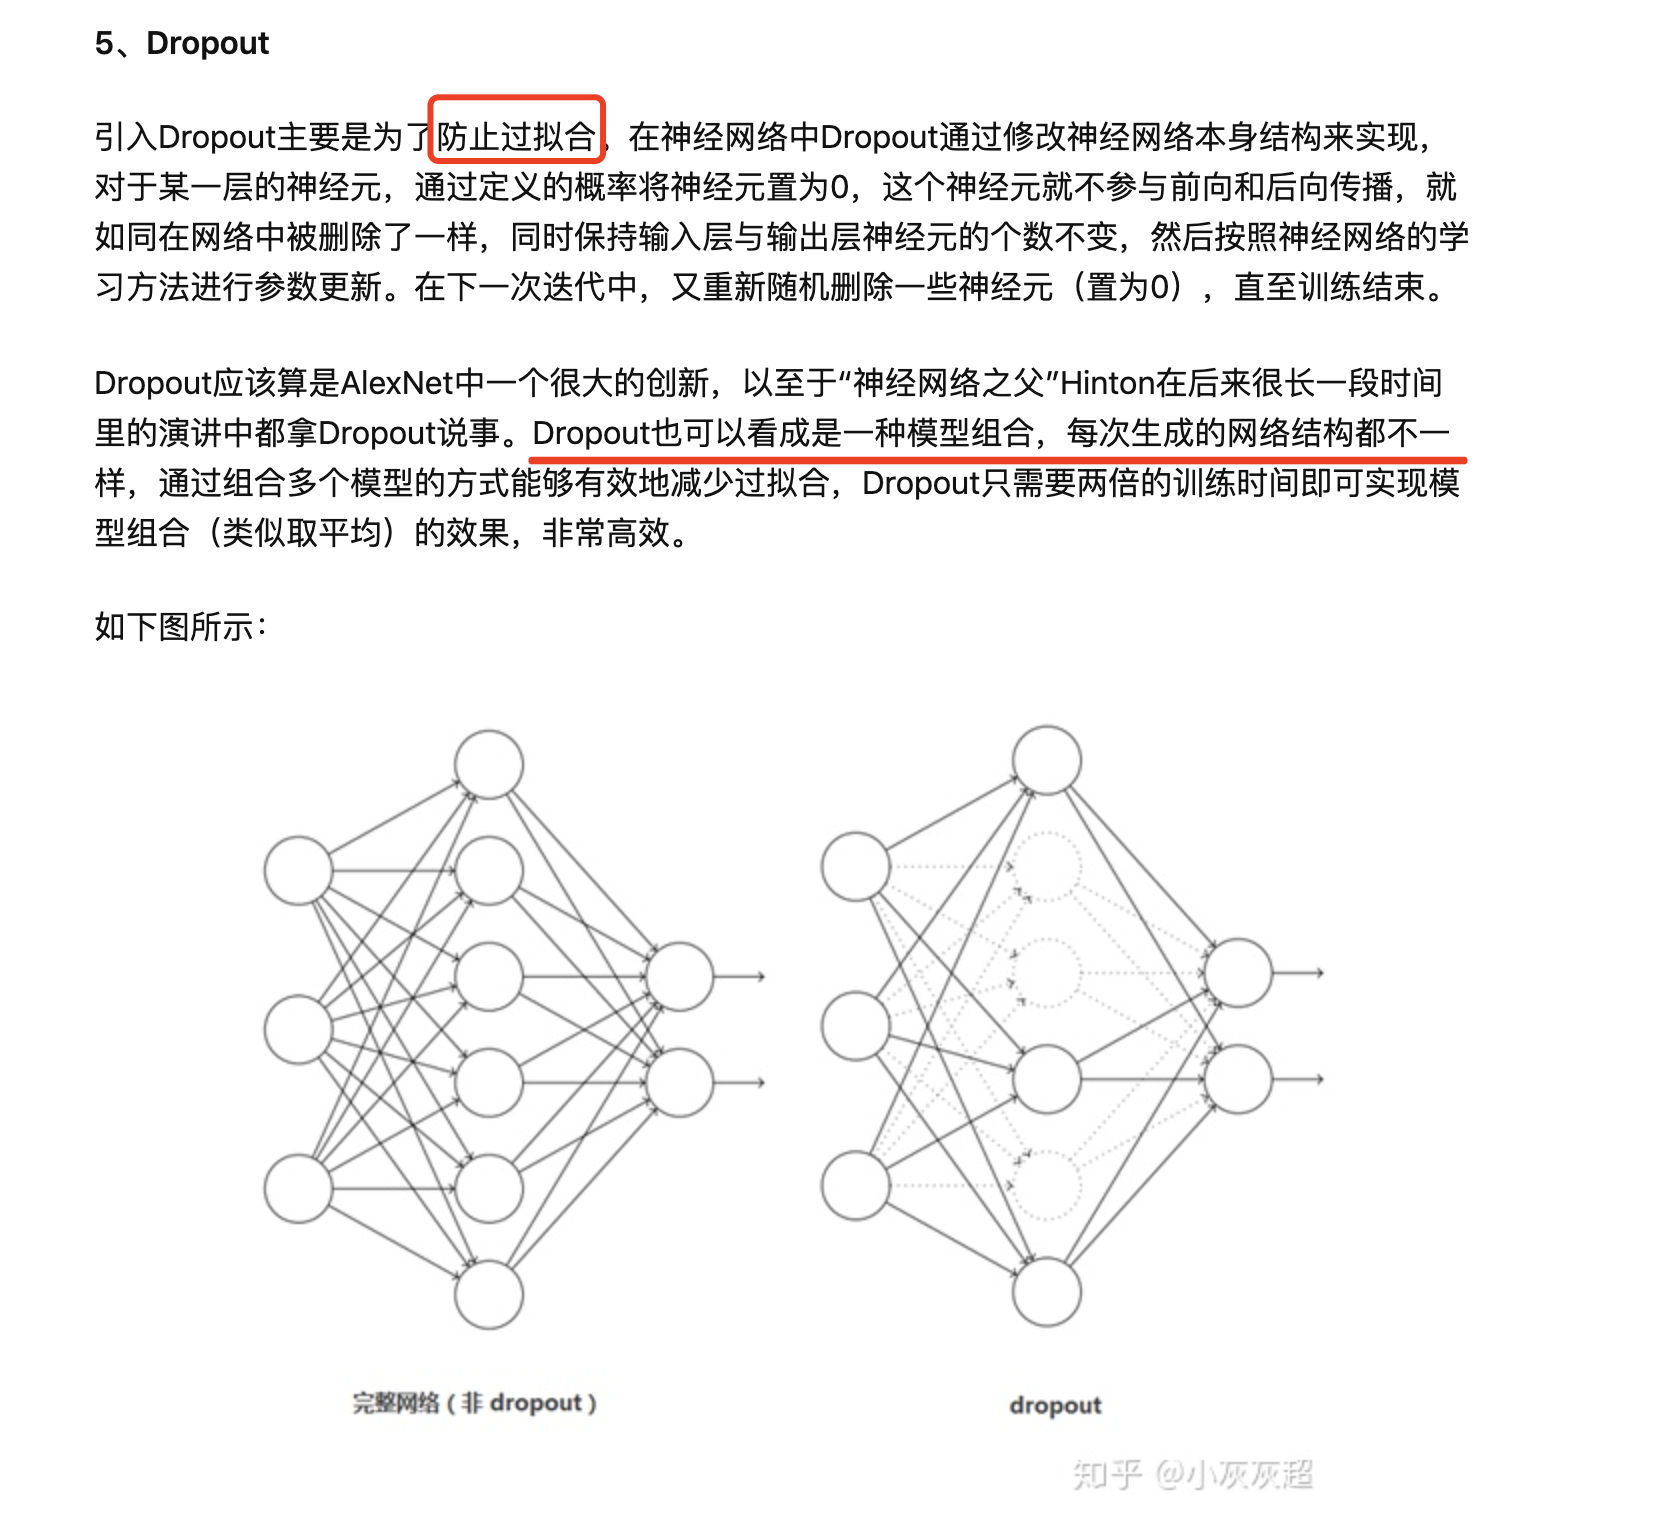 5、Dropout
引入Dropout主要是为了防止过拟合。在神经网络中Dropout通过修改神经网络本身结构来实现，
对于某一层的神经元，通过定义的概率将神经元置为0，这个神经元就不参与前向和后向传播，就
如同在网络中被删除了一样，同时保持输入层与输出层神经元的个数不变，然后按照神经网络的学
习方法进行参数更新。在下一次迭代中，又重新随机删除一些神经元（置为0），直至训练结束。
Dropout应该算是AlexNet中一个很大的创新，以至于“神经网络之父”Hinton在后来很长一段时间
里的演讲中都拿Dropout说事。Dropout也可以看成是一种模型组合，每次生成的网络结构都不一
样，通过组合多个模型的方式能够有效地减少过拟合，Dropout只需要两倍的训练时间即可实现模
型组合（类似取平均）的效果，非常高效。
如下图所示：
完整网络（非 dropout）
dropout
知乎 @小灰灰超